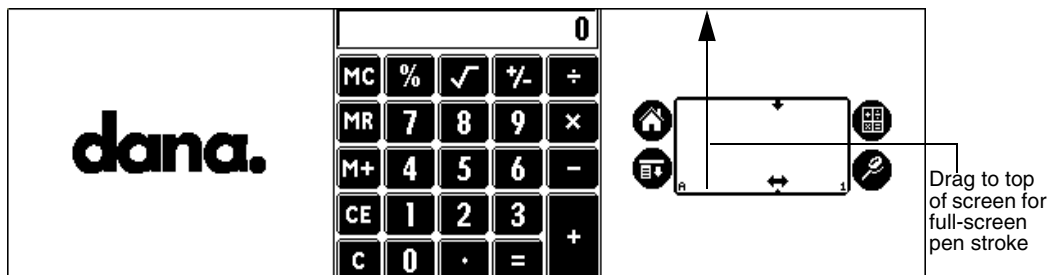 dana.
0
MC % √ +/- ÷
MR 7 8 9 ×
M+ 4 5 6 −
CE 1 2 3 +
C 0 · =
A 1
Drag to top
of screen for
full-screen
pen stroke